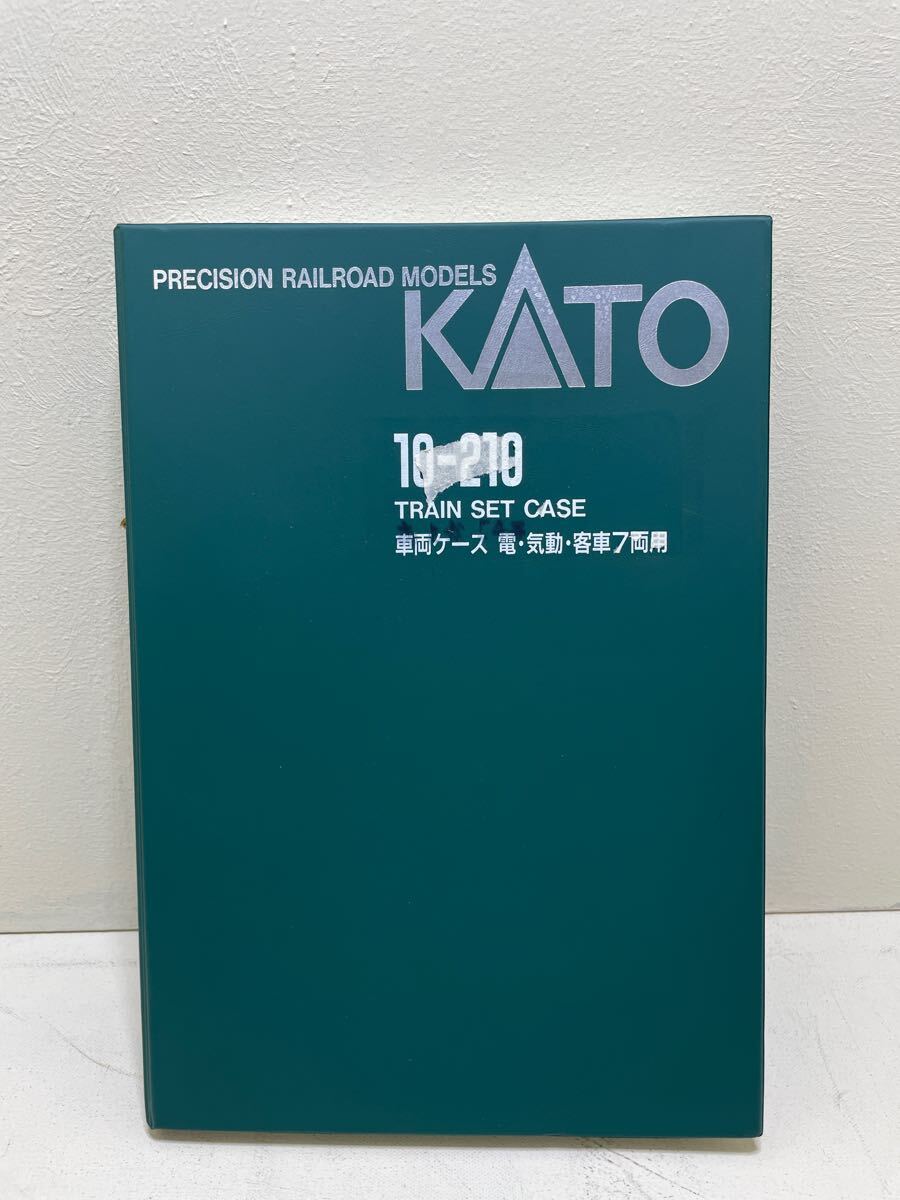 PRECISION RAILROAD MODELS
KATO
10-210
TRAIN SET CASE
車両ケース 電・気動・客車7両用